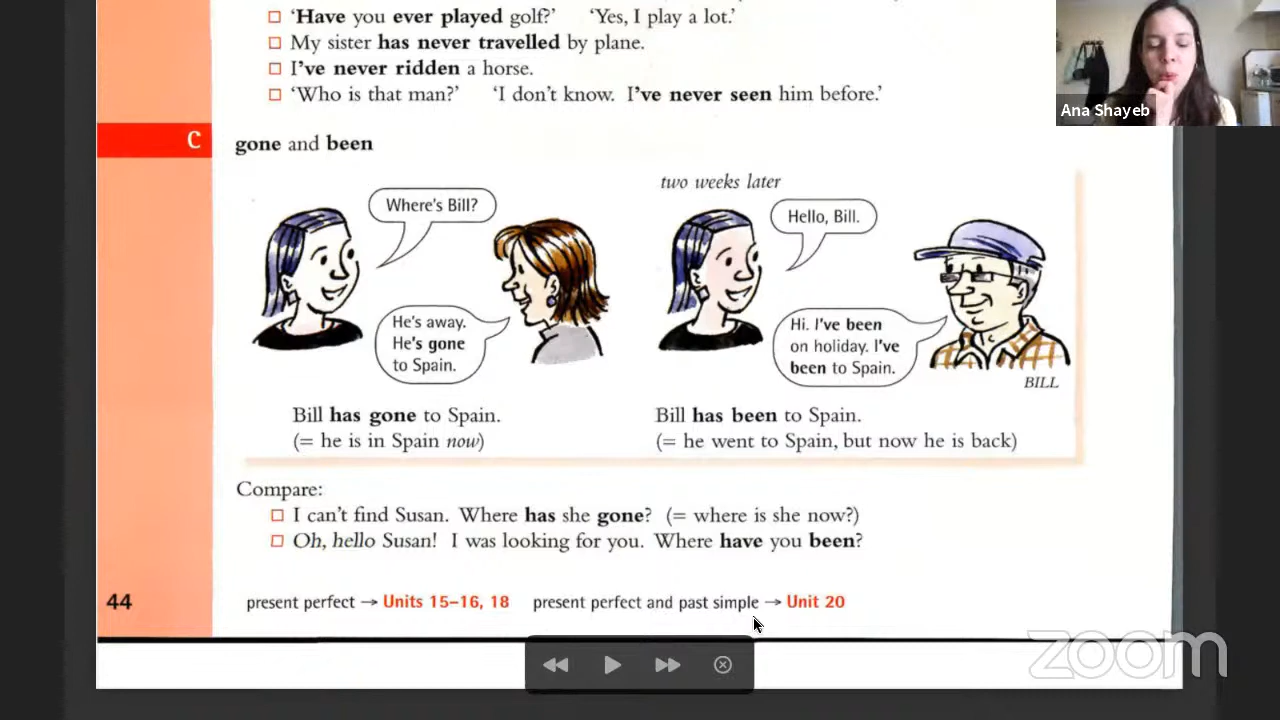 ‘Have you ever played golf?’ ‘Yes, I play a lot.’
My sister has never travelled by plane.
I’ve never ridden a horse.
‘Who is that man?’ ‘I don’t know. I’ve never seen him before.’
Ana Shayeb
C
gone and been
Where’s Bill?
He’s away.
He’s gone
to Spain.
two weeks later
Hello, Bill.
Hi. I’ve been
on holiday. I’ve
been to Spain.
BILL
Bill has gone to Spain.
(= he is in Spain now)
Bill has been to Spain.
(= he went to Spain, but now he is back)
Compare:
I can’t find Susan. Where has she gone? (= where is she now?)
Oh, hello Susan! I was looking for you. Where have you been?
44
present perfect → Units 15–16, 18 present perfect and past simple → Unit 20
zoom